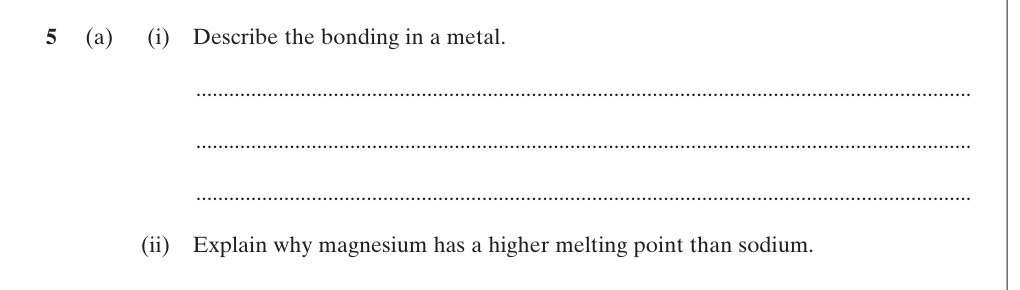 5 (a) (i) Describe the bonding in a metal.
(ii) Explain why magnesium has a higher melting point than sodium.